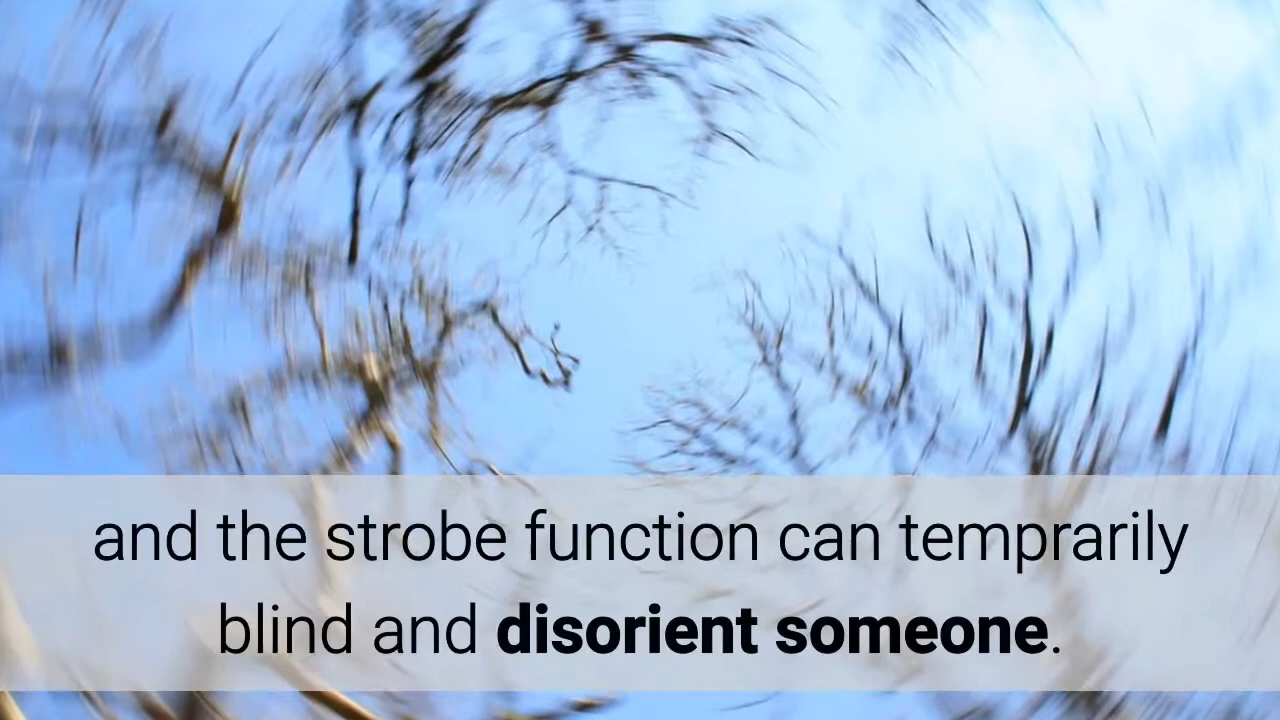 and the strobe function can temprarily
blind and disorient someone.